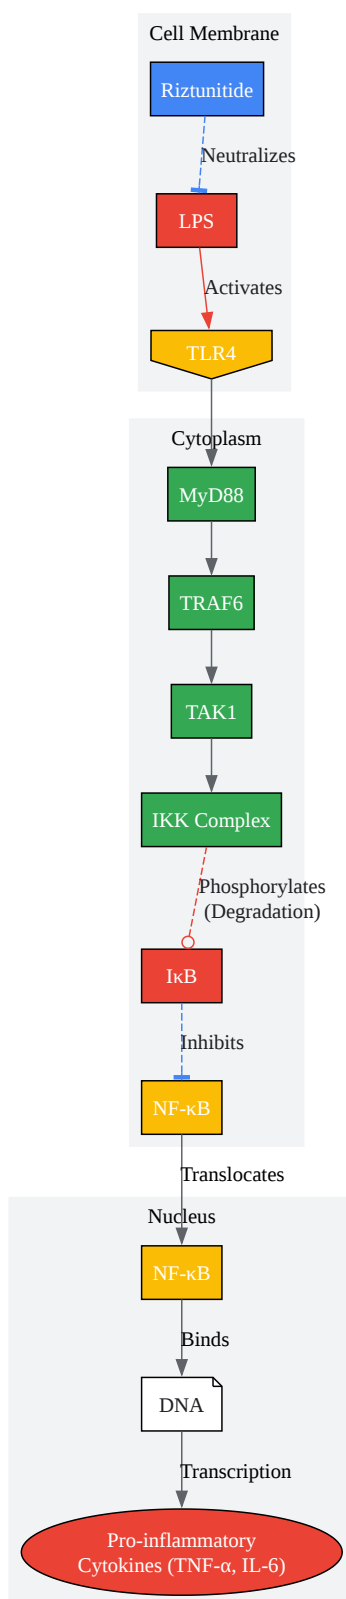 Cell Membrane
Riztunitide
Neutralizes
LPS
Activates
TLR4
Cytoplasm
MyD88
TRAF6
TAK1
IKK Complex
Phosphorylates
(Degradation)
IκB
Inhibits
NF-κB
Translocates
Nucleus
NF-κB
Binds
DNA
Transcription
Pro-inflammatory
Cytokines (TNF-α, IL-6)